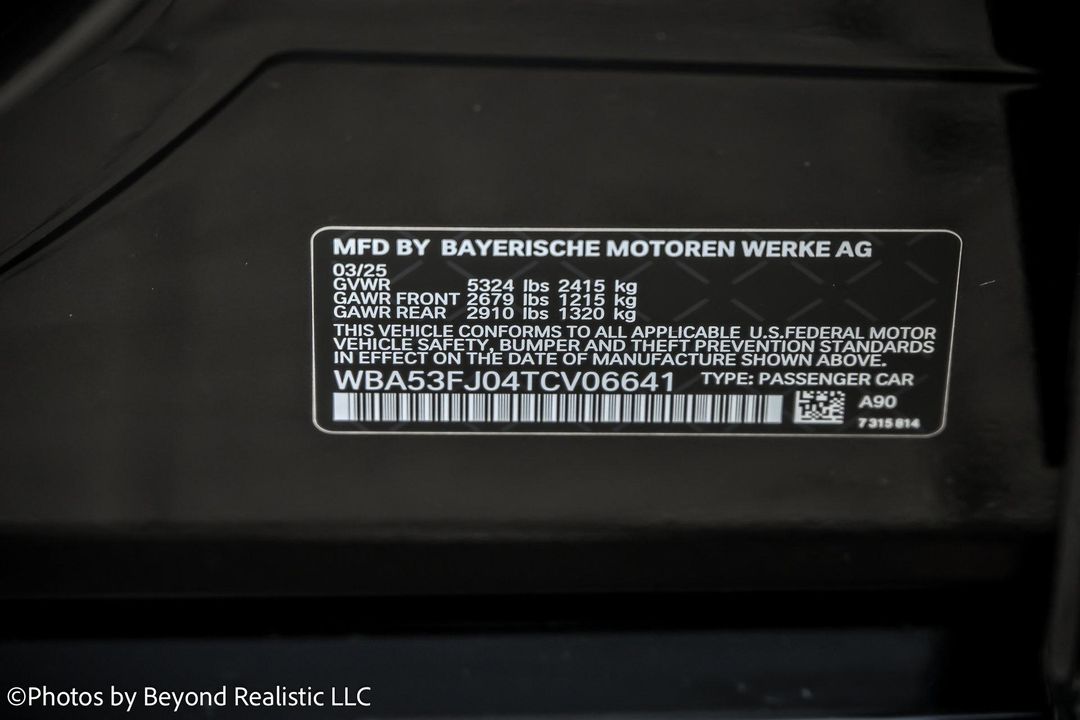 MFD BY BAYERISCHE MOTOREN WERKE AG
03/25
GVWR 5324 lbs 2415 kg
GAWR FRONT 2679 lbs 1215 kg
GAWR REAR 2910 lbs 1320 kg
THIS VEHICLE CONFORMS TO ALL APPLICABLE U.S.FEDERAL MOTOR
VEHICLE SAFETY, BUMPER AND THEFT PREVENTION STANDARDS
IN EFFECT ON THE DATE OF MANUFACTURE SHOWN ABOVE.
WBA53FJ04TCV06641 TYPE: PASSENGER CAR
A90
7315814
©Photos by Beyond Realistic LLC